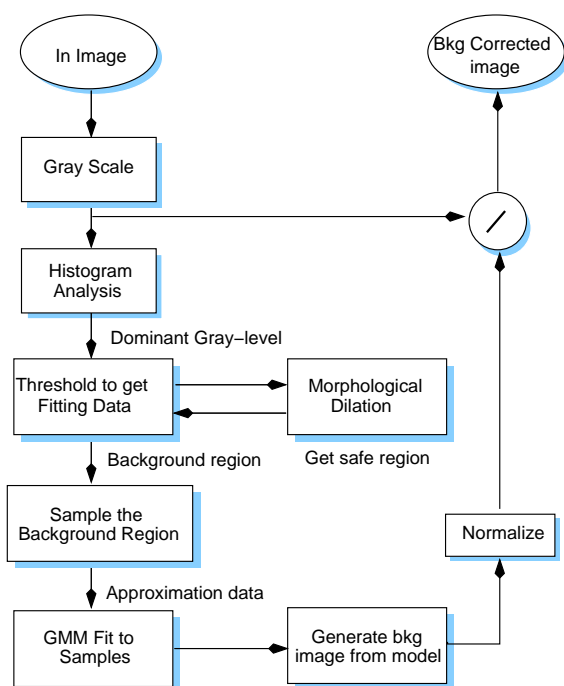 In Image
Bkg Corrected
image
Gray Scale
/
Histogram
Analysis
Dominant Gray−level
Threshold to get
Fitting Data
Morphological
Dilation
Background region
Get safe region
Sample the
Background Region
Normalize
Approximation data
GMM Fit to
Samples
Generate bkg
image from model